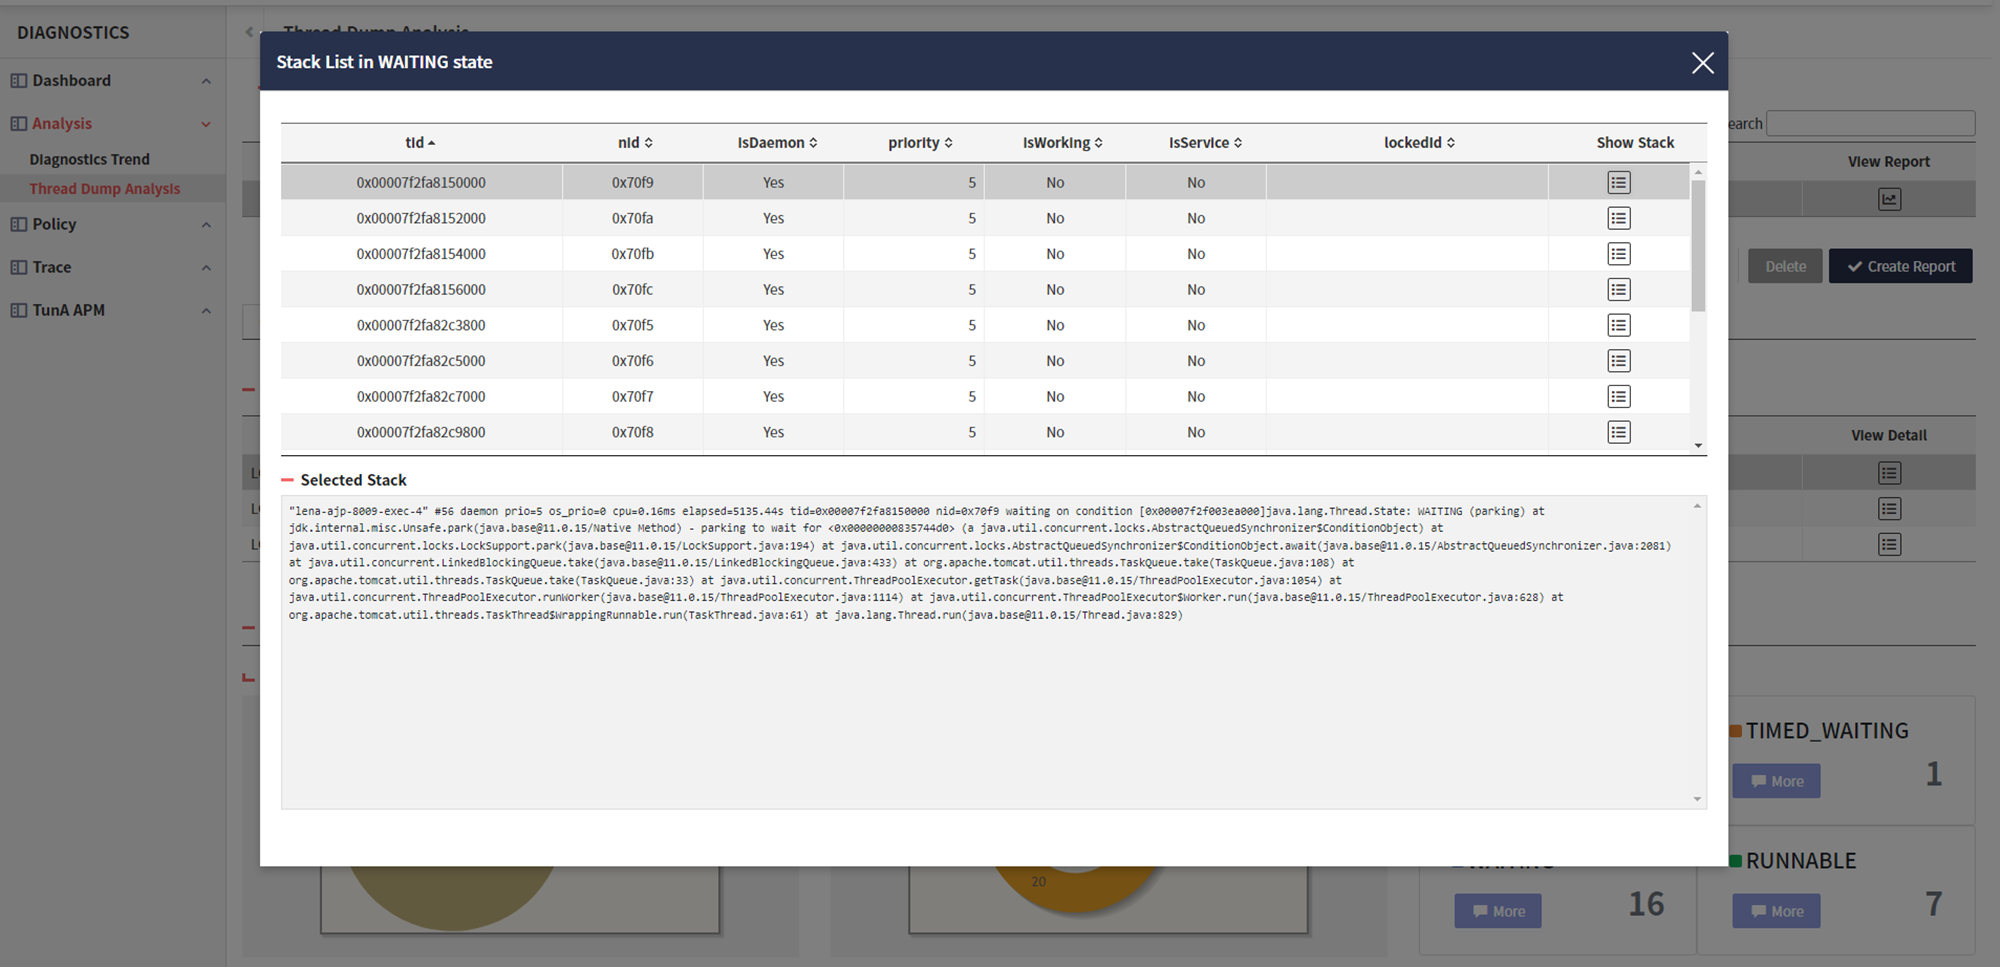 DIAGNOSTICS
Thread Dump Analysis
Dashboard
Analysis
Diagnostics Trend
Thread Dump Analysis
Policy
Trace
TunA APM
Stack List in WAITING state
tid nid isDaemon priority isWorking isService lockedId Show Stack
0x00007f2fa8150000 0x70f9 Yes 5 No No
0x00007f2fa8152000 0x70fa Yes 5 No No
0x00007f2fa8154000 0x70fb Yes 5 No No
0x00007f2fa8156000 0x70fc Yes 5 No No
0x00007f2fa82c3800 0x70f5 Yes 5 No No
0x00007f2fa82c5000 0x70f6 Yes 5 No No
0x00007f2fa82c7000 0x70f7 Yes 5 No No
0x00007f2fa82c9800 0x70f8 Yes 5 No No
Selected Stack
"lena-ajp-8009-exec-4" #56 daemon prio=5 os_prio=0 cpu=0.16ms elapsed=5135.44s tid=0x00007f2fa8150000 nid=0x70f9 waiting on condition [0x00007f2f003ea000]java.lang.Thread.State: WAITING (parking) at
jdk.internal.misc.Unsafe.park(java.base@11.0.15/Native Method) - parking to wait for <0x00000000835744d0> (a java.util.concurrent.locks.AbstractQueuedSynchronizer$ConditionObject) at
java.util.concurrent.locks.LockSupport.park(java.base@11.0.15/LockSupport.java:194) at java.util.concurrent.locks.AbstractQueuedSynchronizer$ConditionObject.await(java.base@11.0.15/AbstractQueuedSynchronizer.java:2081)
at java.util.concurrent.LinkedBlockingQueue.take(java.base@11.0.15/LinkedBlockingQueue.java:433) at org.apache.tomcat.util.threads.TaskQueue.take(TaskQueue.java:108) at
org.apache.tomcat.util.threads.TaskQueue.take(TaskQueue.java:33) at java.util.concurrent.ThreadPoolExecutor.getTask(java.base@11.0.15/ThreadPoolExecutor.java:1054) at
java.util.concurrent.ThreadPoolExecutor.runWorker(java.base@11.0.15/ThreadPoolExecutor.java:1114) at java.util.concurrent.ThreadPoolExecutor$Worker.run(java.base@11.0.15/ThreadPoolExecutor.java:628) at
org.apache.tomcat.util.threads.TaskThread$WrappingRunnable.run(TaskThread.java:61) at java.lang.Thread.run(java.base@11.0.15/Thread.java:829)
earch
View Report
Delete
Create Report
View Detail
TIMED_WAITING
More 1
WAITING
More 16
RUNNABLE
More 7
20